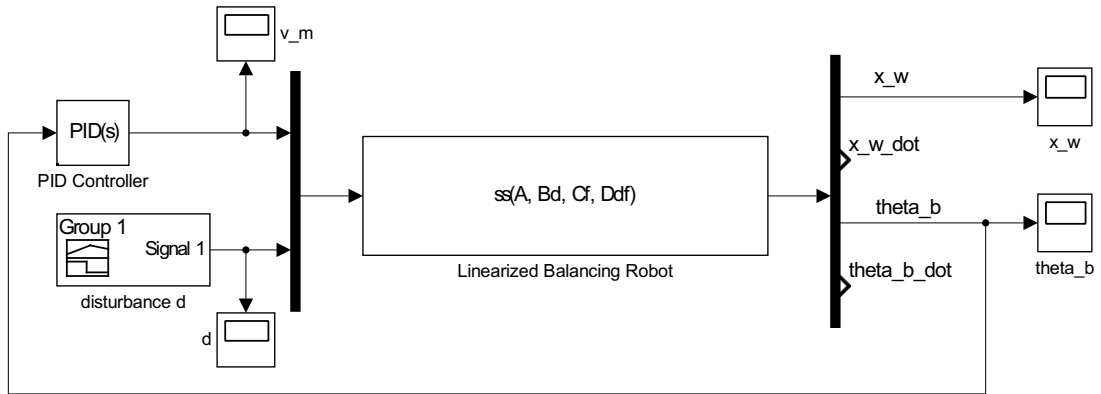 v_m
PID(s)
PID Controller
Group 1
Signal 1
disturbance d
d
ss(A, Bd, Cf, Ddf)
Linearized Balancing Robot
x_w
x_w_dot
theta_b
theta_b_dot
x_w
theta_b